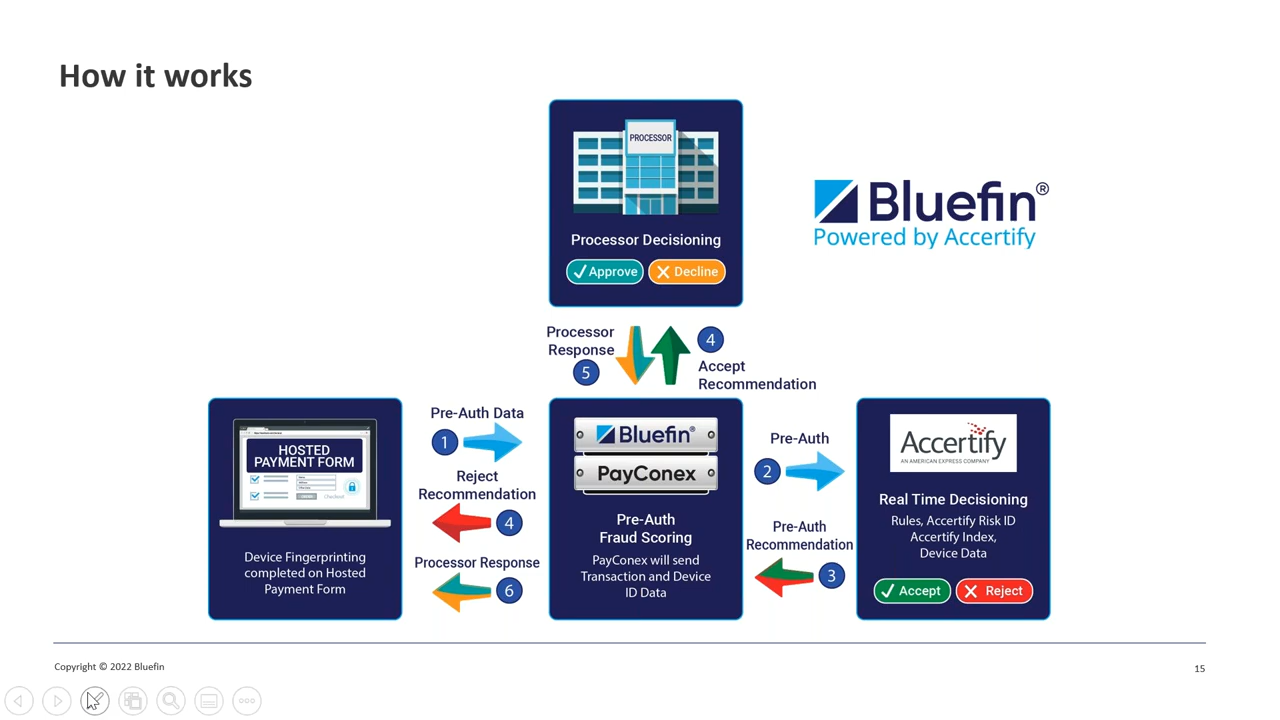 How it works
PROCESSOR
Processor Decisioning
Approve
Decline
Bluefin®
Powered by Accertify
Processor
Response
5
4
Accept
Recommendation
HOSTED
PAYMENT FORM
Checkout
Device Fingerprinting
completed on Hosted
Payment Form
Pre-Auth Data
1
Reject
Recommendation
4
Processor Response
6
Bluefin®
PayConex
Pre-Auth
Fraud Scoring
PayConex will send
Transaction and Device
ID Data
Pre-Auth
2
Pre-Auth
Recommendation
3
Accertify
AN AMERICAN EXPRESS COMPANY
Real Time Decisioning
Rules, Accertify Risk ID
Accertify Index,
Device Data
Accept
Reject
Copyright © 2022 Bluefin
15